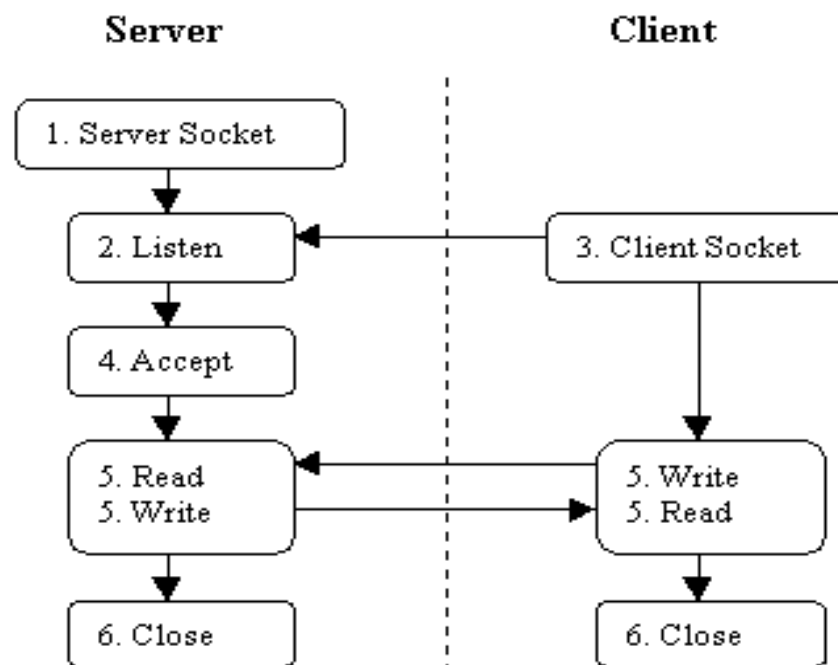 Server
Client
1. Server Socket
2. Listen
3. Client Socket
4. Accept
5. Read
5. Write
5. Write
5. Read
6. Close
6. Close